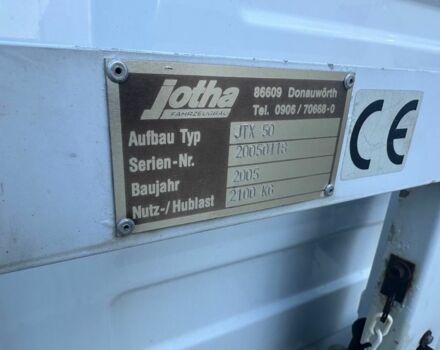 Jotha
FAHRZEUGBAU
86609 Donauwörth
Tel. 0906/70668-0
Aufbau Typ JTX 50
Serien-Nr. 20050118
Baujahr 2005
Nutz-/Hublast 2100 KG
CE